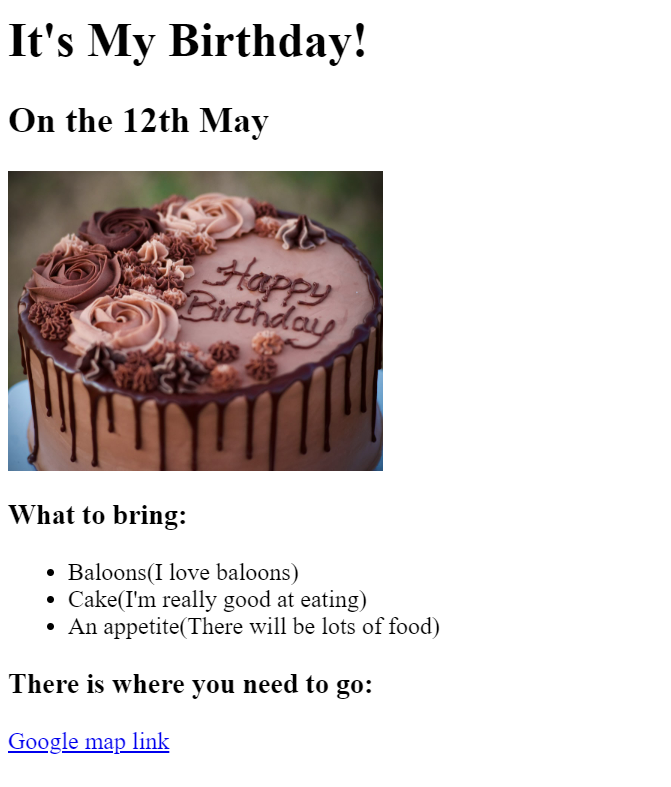 It's My Birthday!
On the 12th May
Happy
Birthday
What to bring:
Baloons(I love baloons)
Cake(I'm really good at eating)
An appetite(There will be lots of food)
There is where you need to go:
Google map link